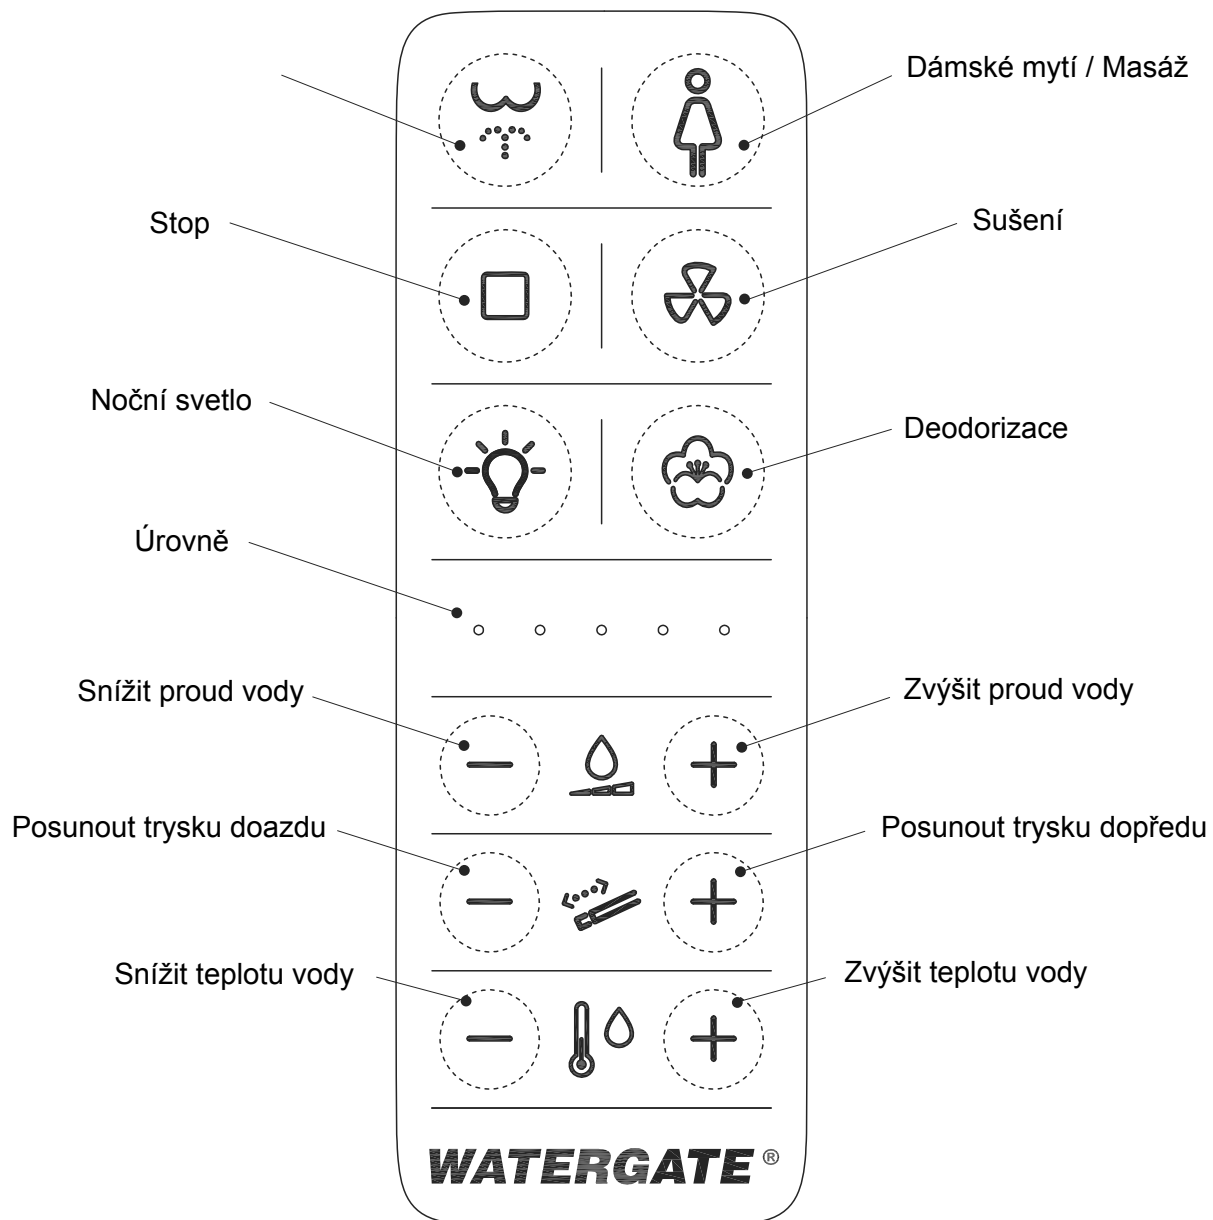 Dámské mytí / Masáž
Stop
Sušení
Noční svetlo
Deodorizace
Úrovně
Snížit proud vody
Zvýšit proud vody
Posunout trysku doazdu
Posunout trysku dopředu
Snížit teplotu vody
Zvýšit teplotu vody
WATERGATE ®